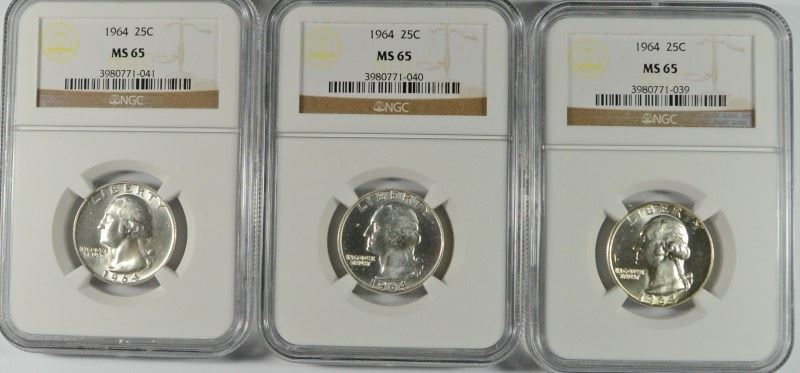 1964 25C
MS 65
3980771-041
NGC
LIBERTY
IN GOD WE
TRUST
1964
1964 25C
MS 65
3980771-040
NGC
LIBERTY
IN GOD WE
TRUST
1964
1964 25C
MS 65
3980771-039
NGC
LIBERTY
IN GOD WE
TRUST
1964